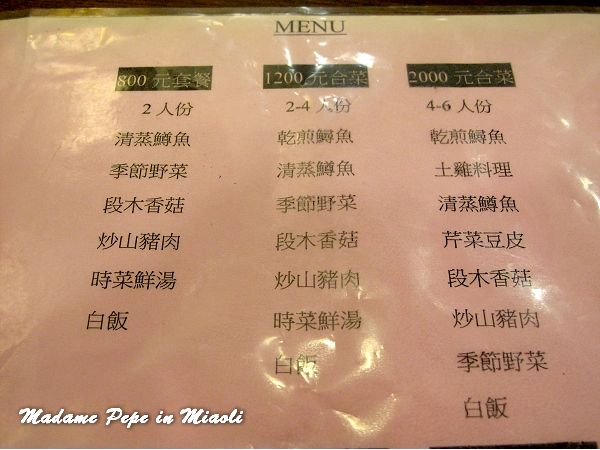 MENU
800 元套餐
2 人份
清蒸鱒魚
季節野菜
段木香菇
炒山豬肉
時菜鮮湯
白飯
1200 元合菜
2-4 人份
乾煎鱘魚
清蒸鱒魚
季節野菜
段木香菇
炒山豬肉
時菜鮮湯
白飯
2000 元合菜
4-6 人份
乾煎鱘魚
土雞料理
清蒸鱒魚
芹菜豆皮
段木香菇
炒山豬肉
季節野菜
白飯
Madame Pepe in Miaoli